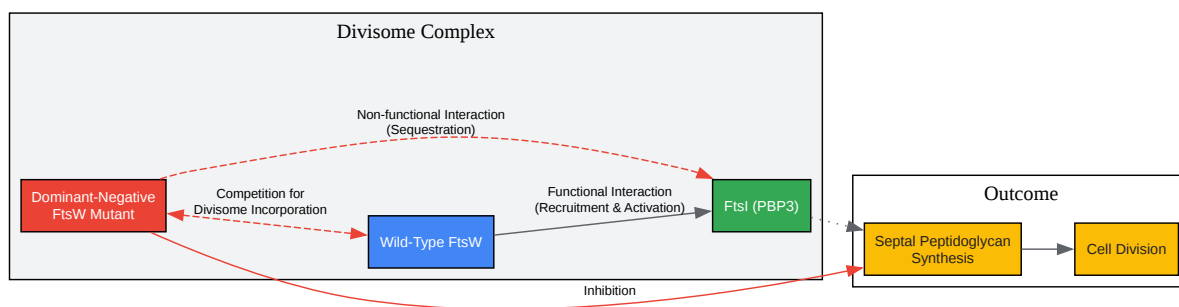 Divisome Complex
Non-functional Interaction
(Sequestration)
Dominant-Negative
FtsW Mutant
Competition for
Divisome Incorporation
Wild-Type FtsW
Functional Interaction
(Recruitment & Activation)
FtsI (PBP3)
Outcome
Septal Peptidoglycan
Synthesis
Cell Division
Inhibition